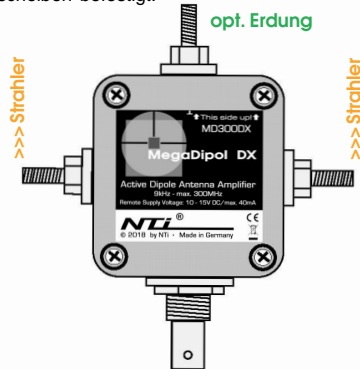 opt. Erdung
>>> Strahler
>>> Strahler
This side up!
MD300DX
MegaDipol DX
Active Dipole Antenna Amplifier
9kHz - max. 300MHz
Remote Supply Voltage: 10 - 15V DC/max. 40mA
NTi ®
CE
© 2018 by NTi • Made in Germany